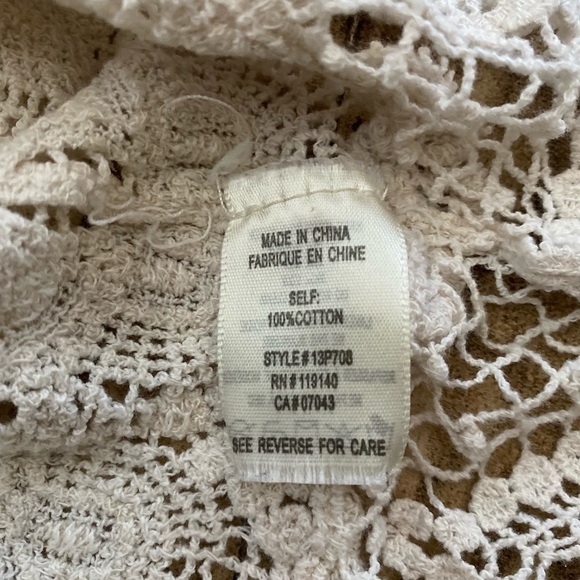 MADE IN CHINA
FABRIQUE EN CHINE
SELF:
100%COTTON
STYLE#13P708
RN#119140
CA#07043
SEE REVERSE FOR CARE